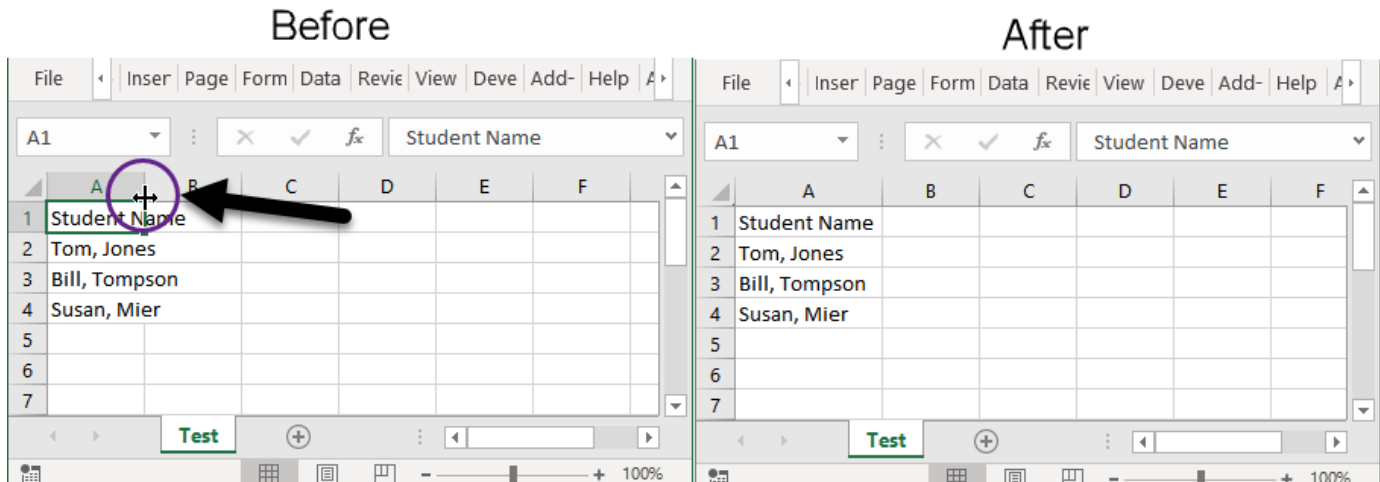 Before
After
File Inser Page Form Data Revie View Deve Add- Help
A1 fx Student Name
A B C D E F
1 Student Name
2 Tom, Jones
3 Bill, Tompson
4 Susan, Mier
5
6
7
Test
100%
File Inser Page Form Data Revie View Deve Add- Help
A1 fx Student Name
A B C D E F
1 Student Name
2 Tom, Jones
3 Bill, Tompson
4 Susan, Mier
5
6
7
Test
100%